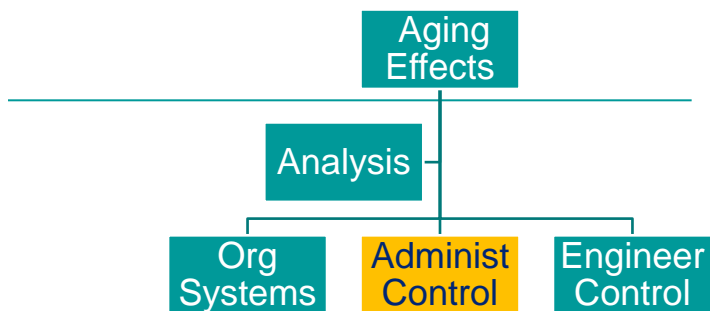 Aging
Effects
Analysis
Org
Systems
Administ
Control
Engineer
Control